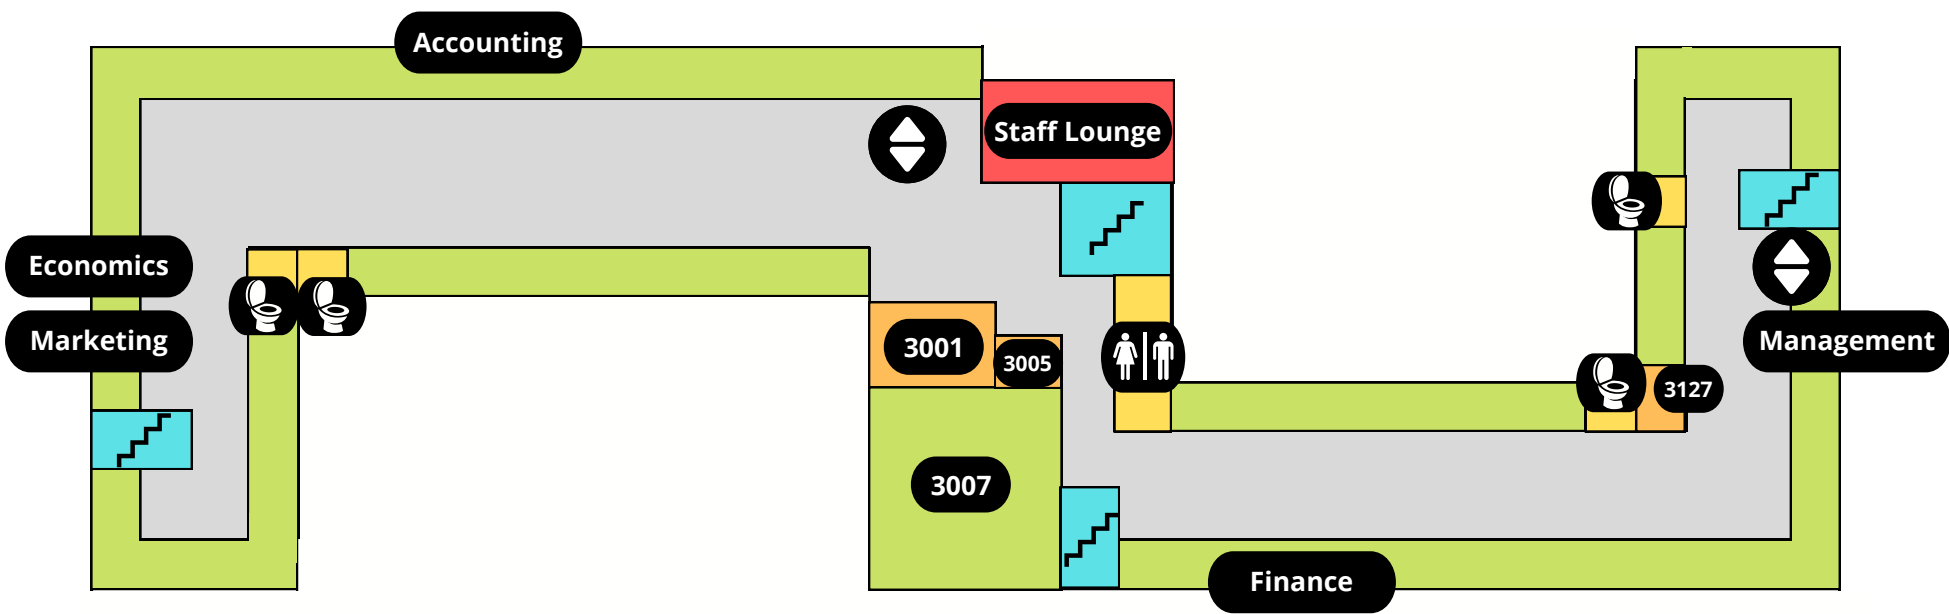 Accounting
Staff Lounge
Economics
Marketing
3001
3005
Management
3127
3007
Finance